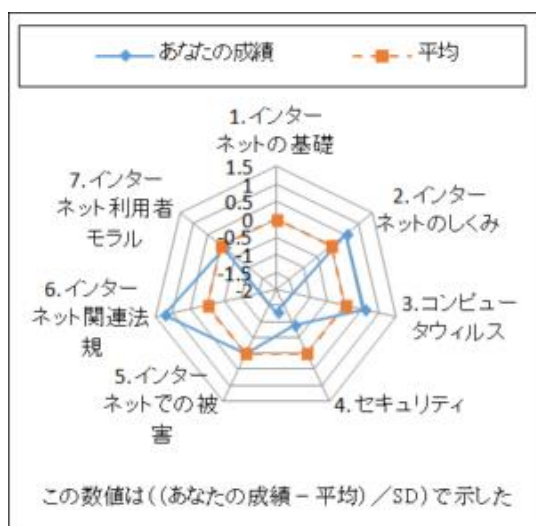 あなたの成績 平均
1.インター
ネットの基礎
1.5
1
0.5
0
-0.5
-1
-1.5
-2
2.インター
ネットのしくみ
3.コンピュー
タウィルス
4.セキュリティ
5.インター
ネットでの被
害
6.インター
ネット関連法
規
7.インター
ネット利用者
モラル
この数値は((あなたの成績－平均)／SD)で示した